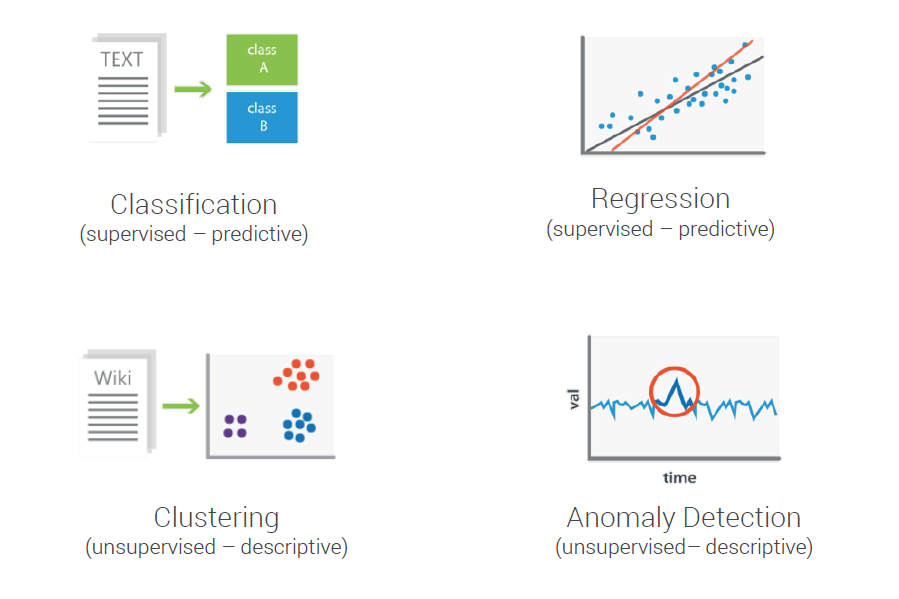 TEXT
class
A
class
B
Classification
(supervised – predictive)
Regression
(supervised – predictive)
Wiki
Clustering
(unsupervised – descriptive)
val
time
Anomaly Detection
(unsupervised– descriptive)